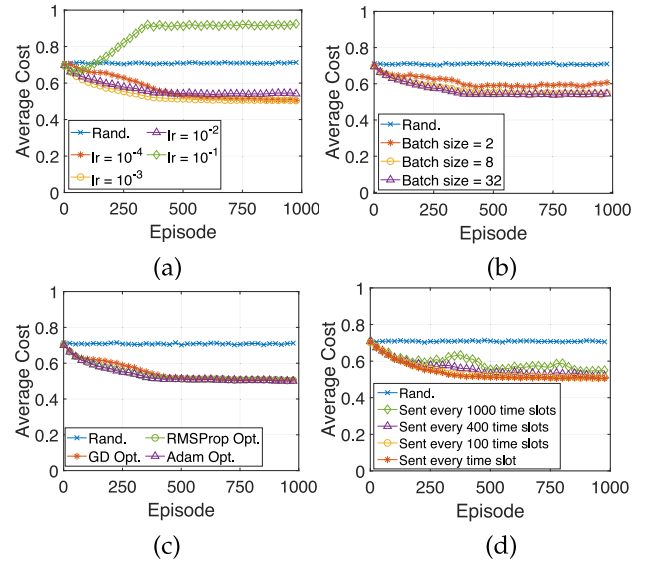 1
0.8
0.6
0.4
0.2
0
Average Cost
Rand.
lr = 10^-4
lr = 10^-3
lr = 10^-2
lr = 10^-1
0 250 500 750 1000
Episode
(a)
1
0.8
0.6
0.4
0.2
0
Average Cost
Rand.
Batch size = 2
Batch size = 8
Batch size = 32
0 250 500 750 1000
Episode
(b)
1
0.8
0.6
0.4
0.2
0
Average Cost
Rand.
GD Opt.
RMSProp Opt.
Adam Opt.
0 250 500 750 1000
Episode
(c)
1
0.8
0.6
0.4
0.2
0
Average Cost
Rand.
Sent every 1000 time slots
Sent every 400 time slots
Sent every 100 time slots
Sent every time slot
0 250 500 750 1000
Episode
(d)